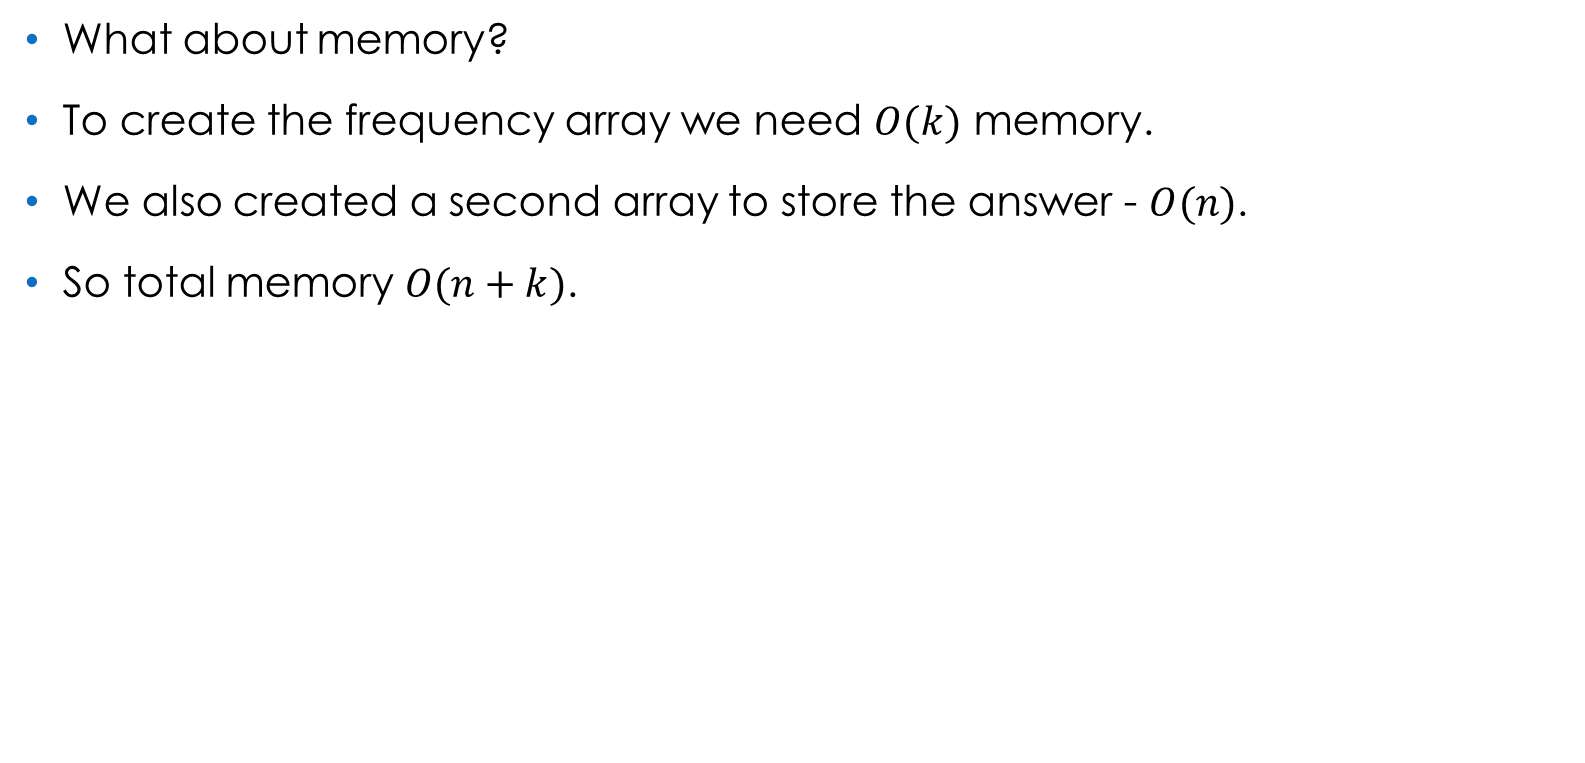 • What about memory?
• To create the frequency array we need O(k) memory.
• We also created a second array to store the answer - O(n).
• So total memory O(n + k).